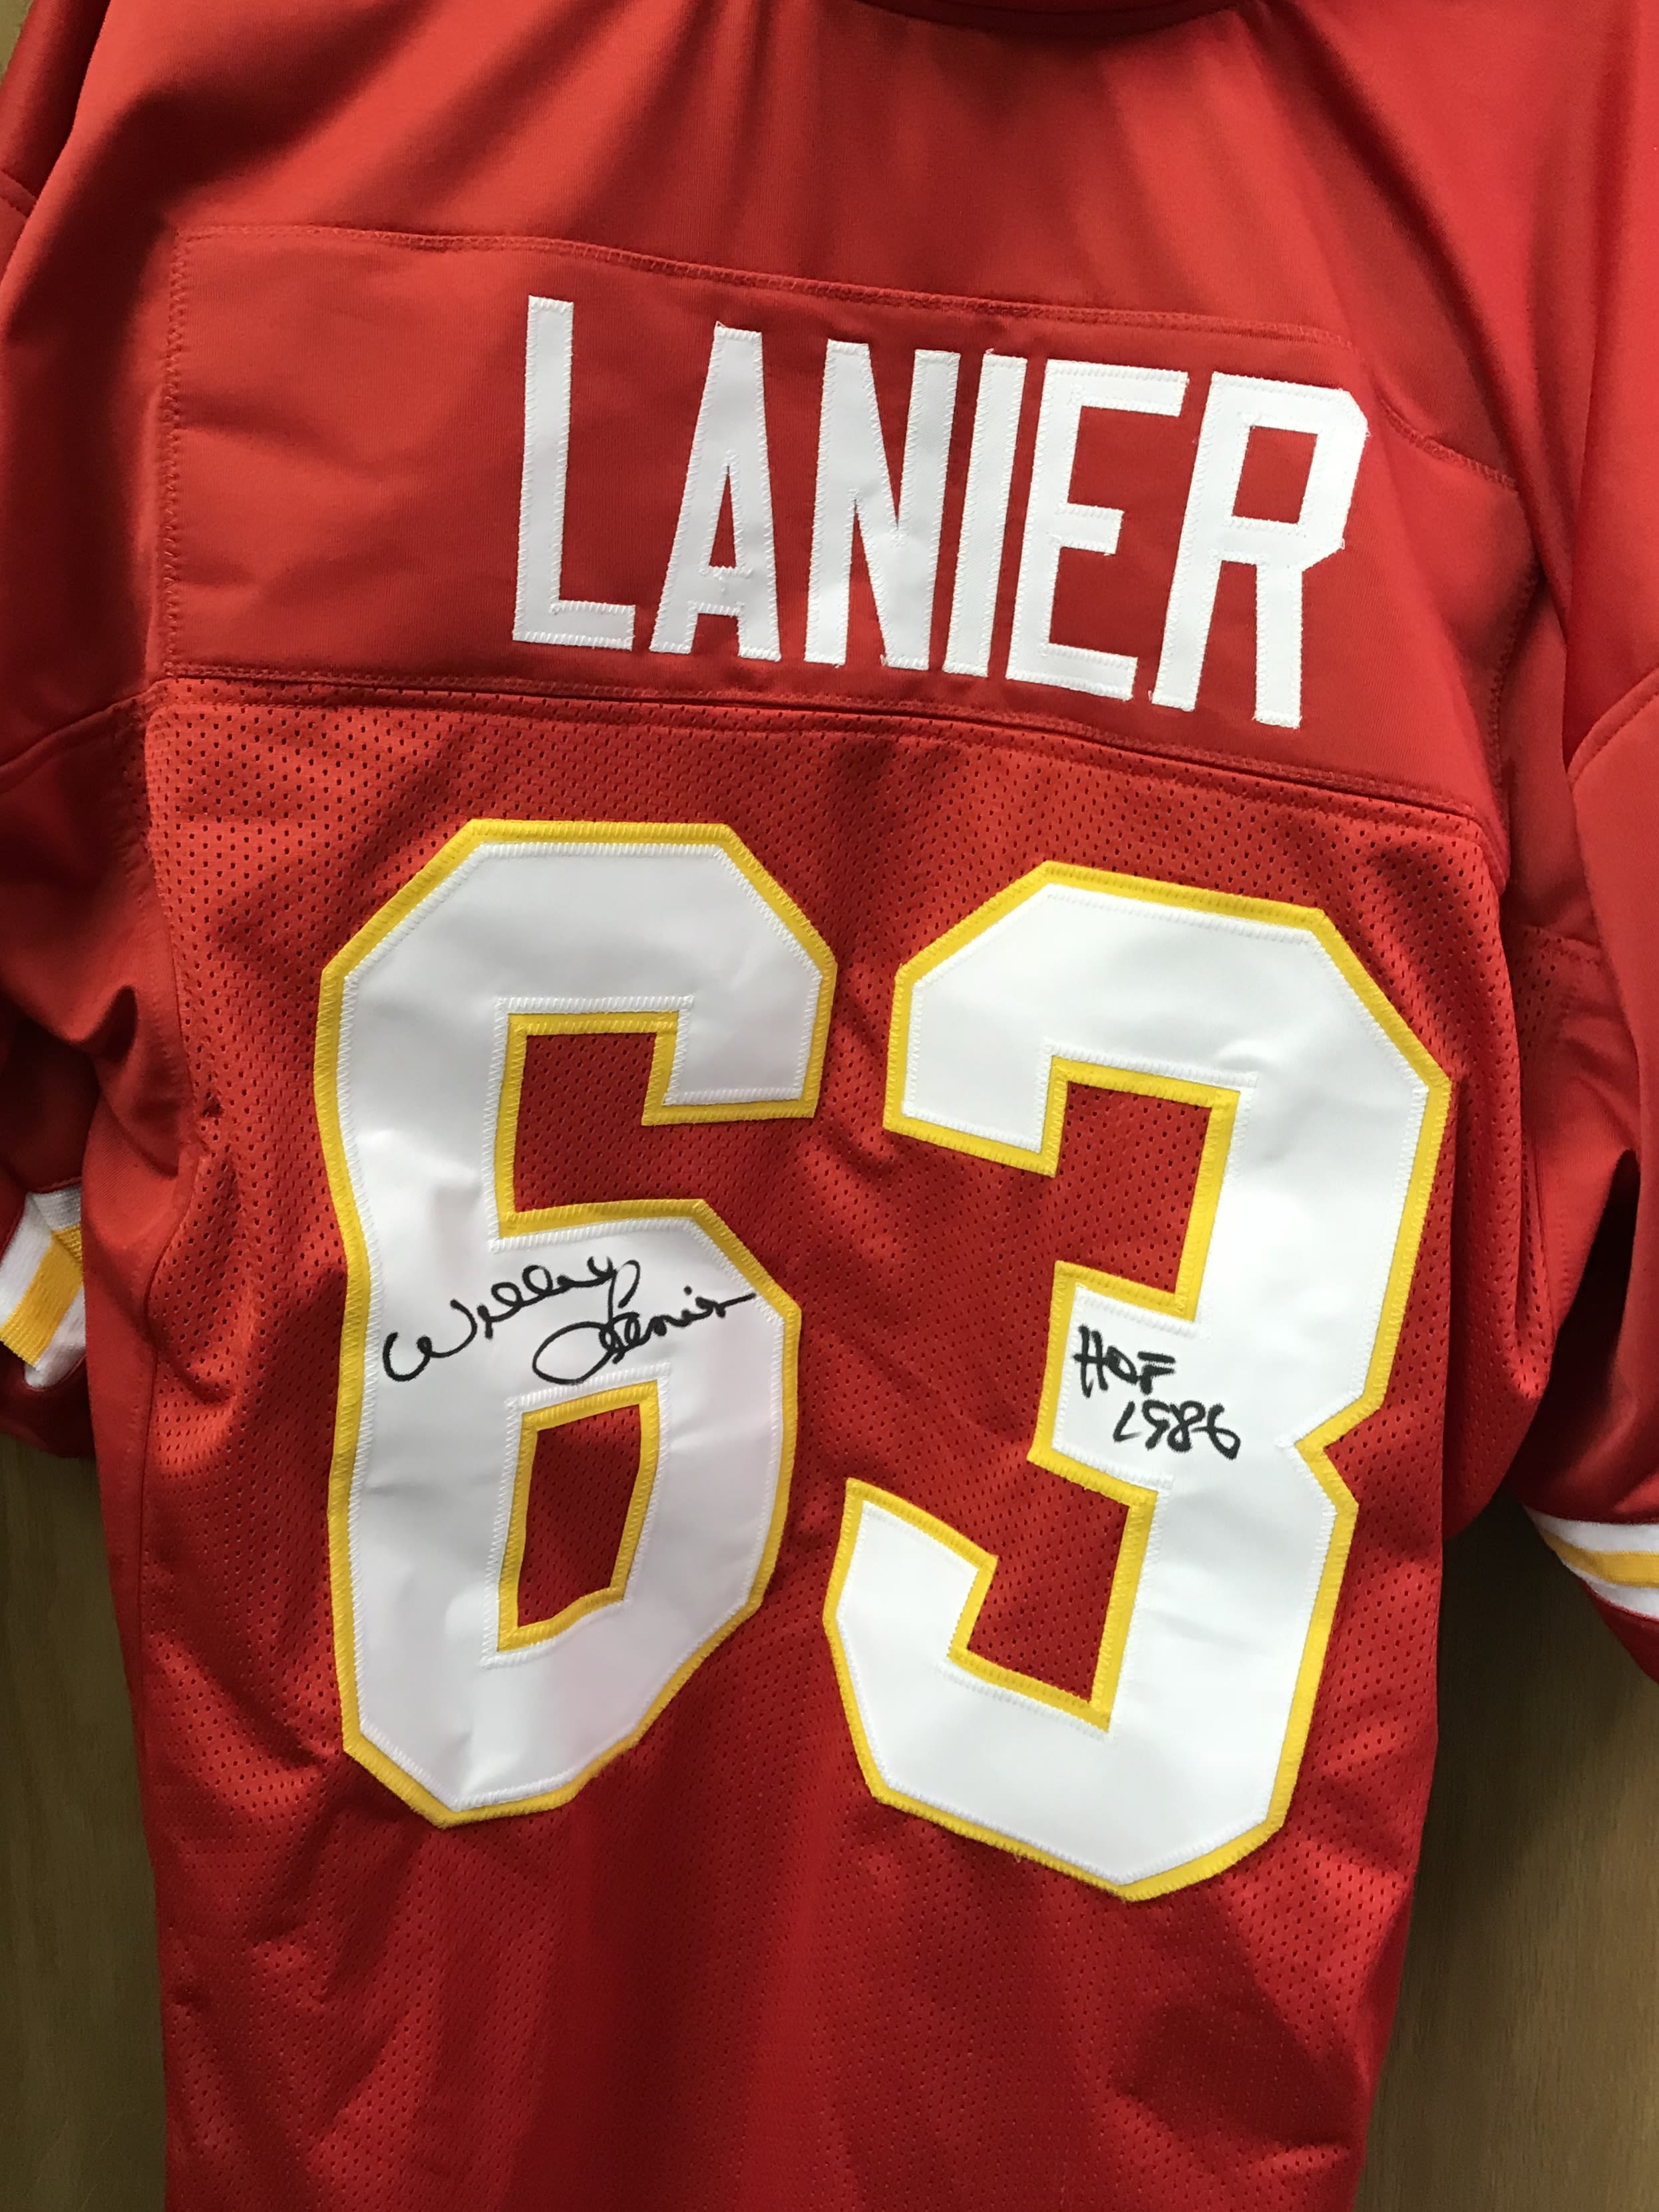 LANIER
63
Willie
Lanier
HOF
1986